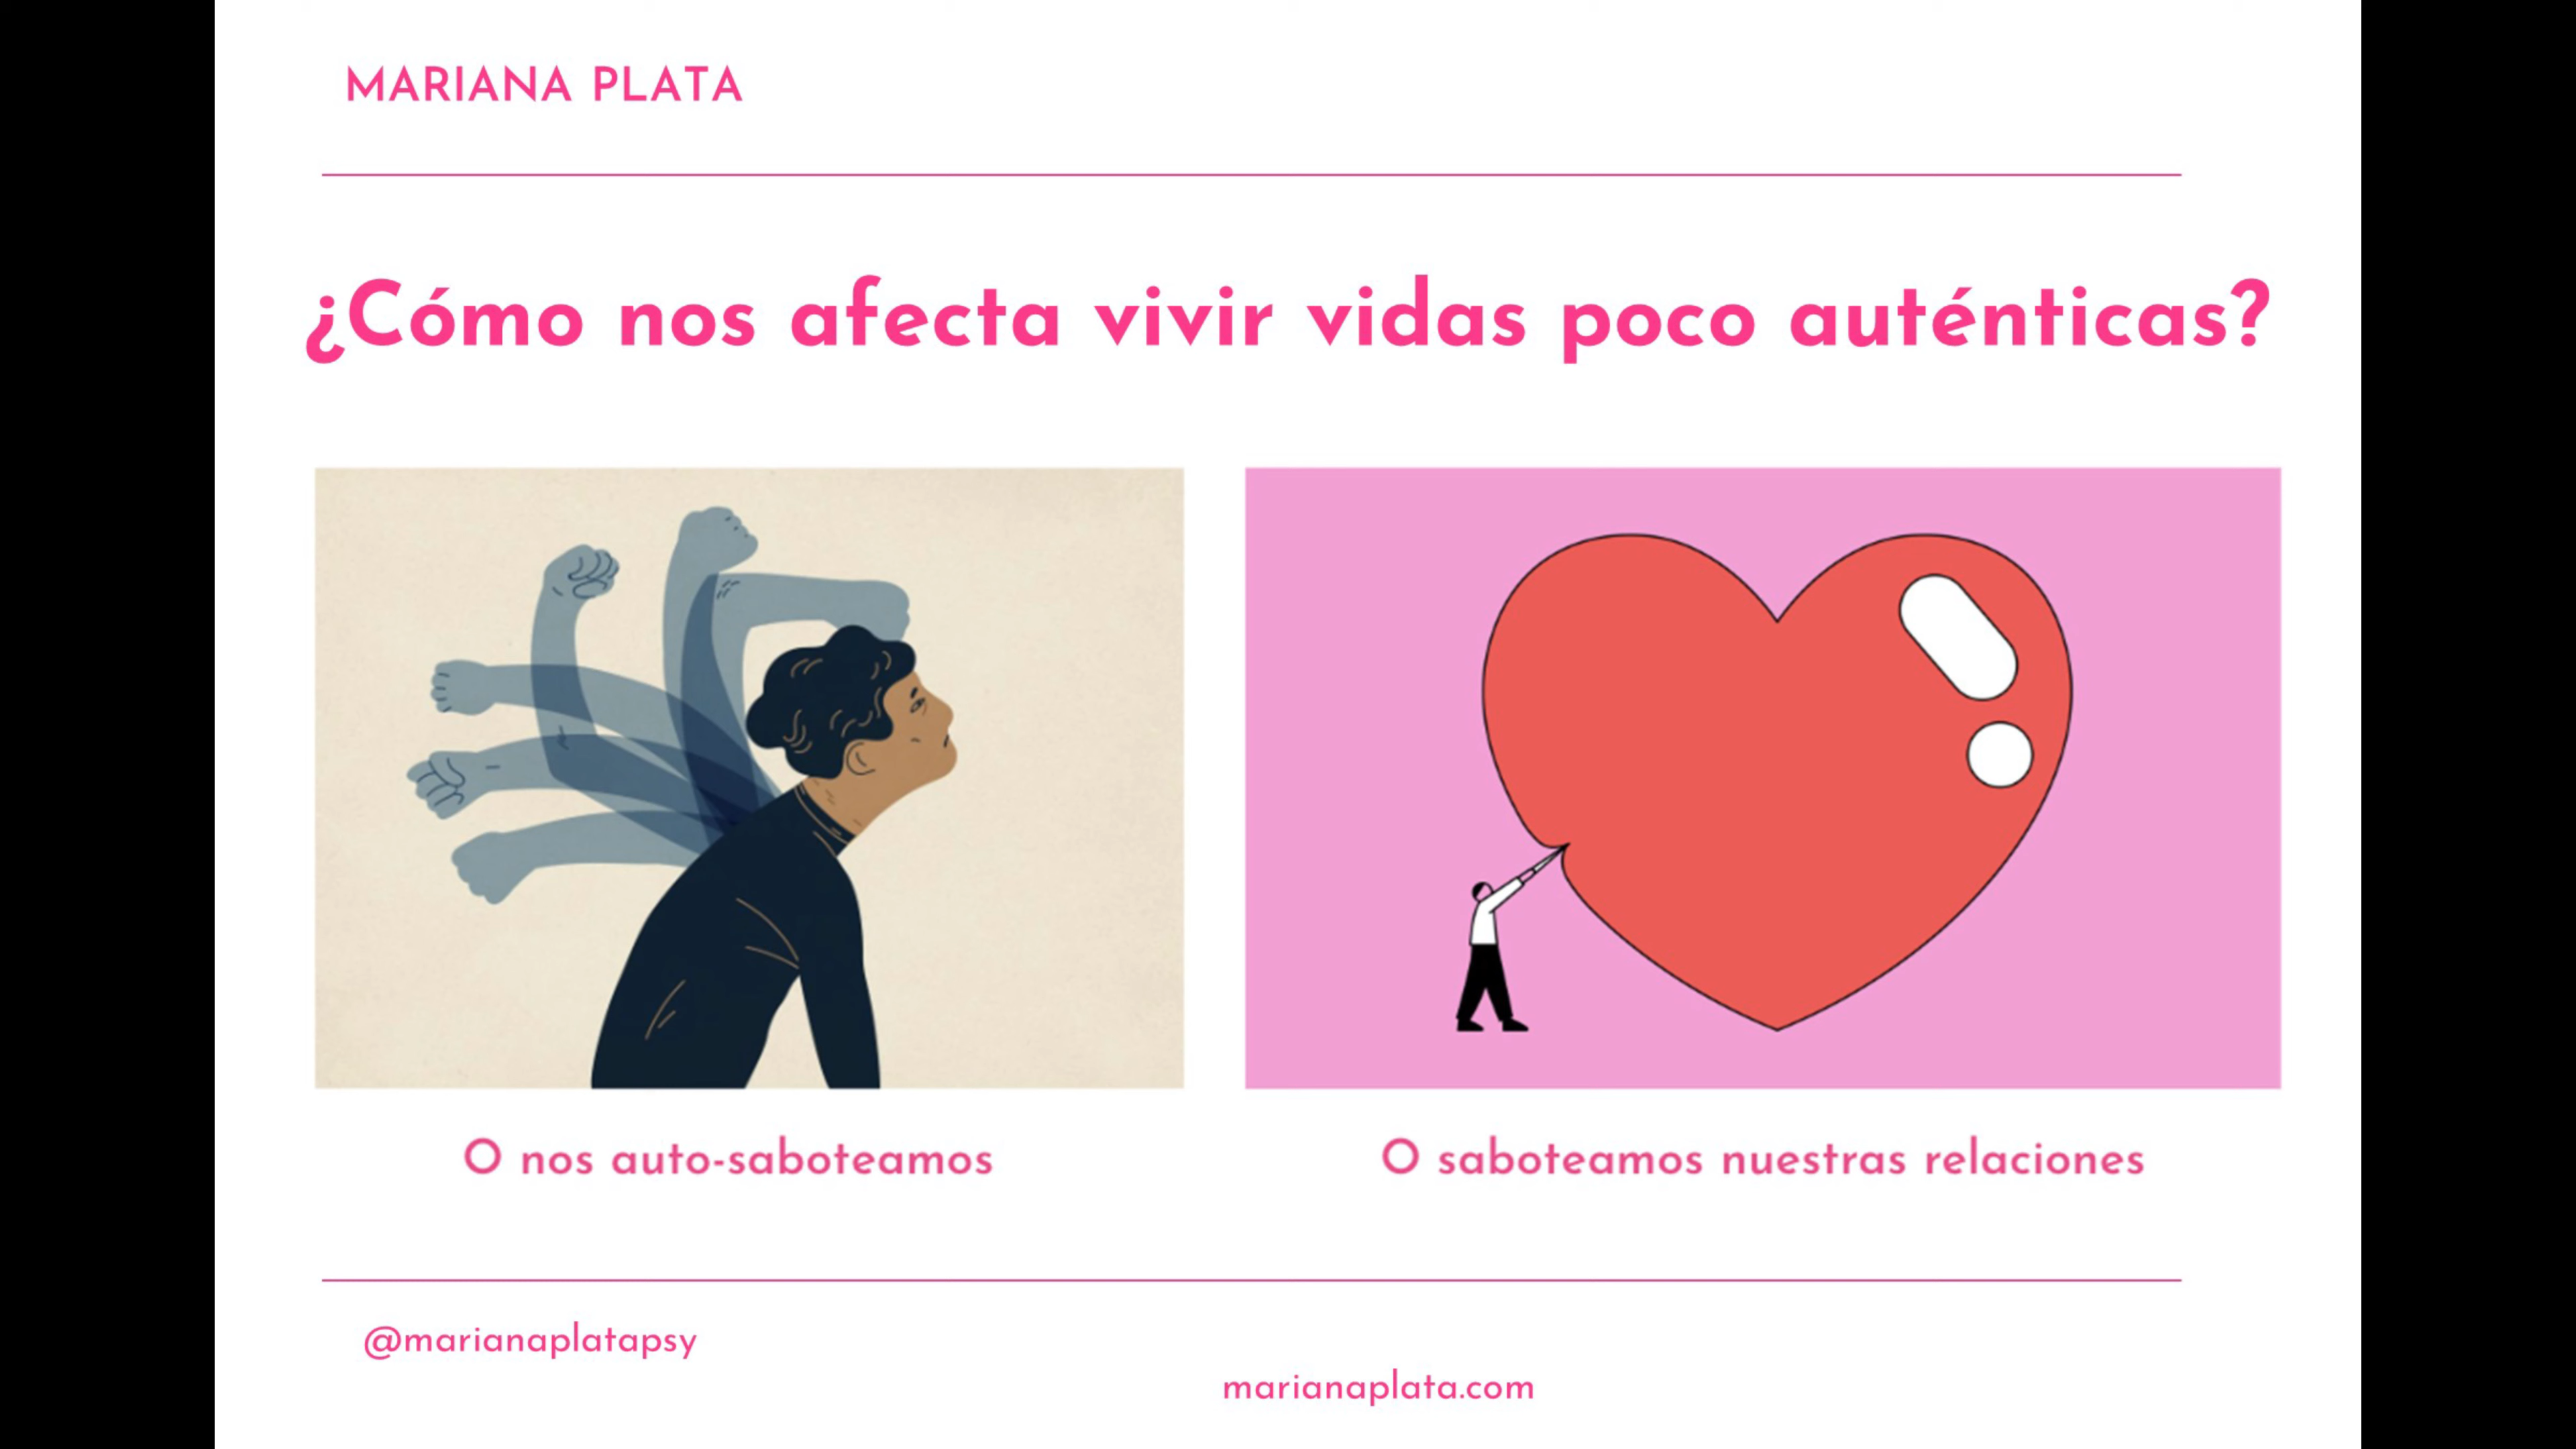 MARIANA PLATA
¿Cómo nos afecta vivir vidas poco auténticas?
O nos auto-saboteamos
O saboteamos nuestras relaciones
@marianaplatapsy
marianaplata.com